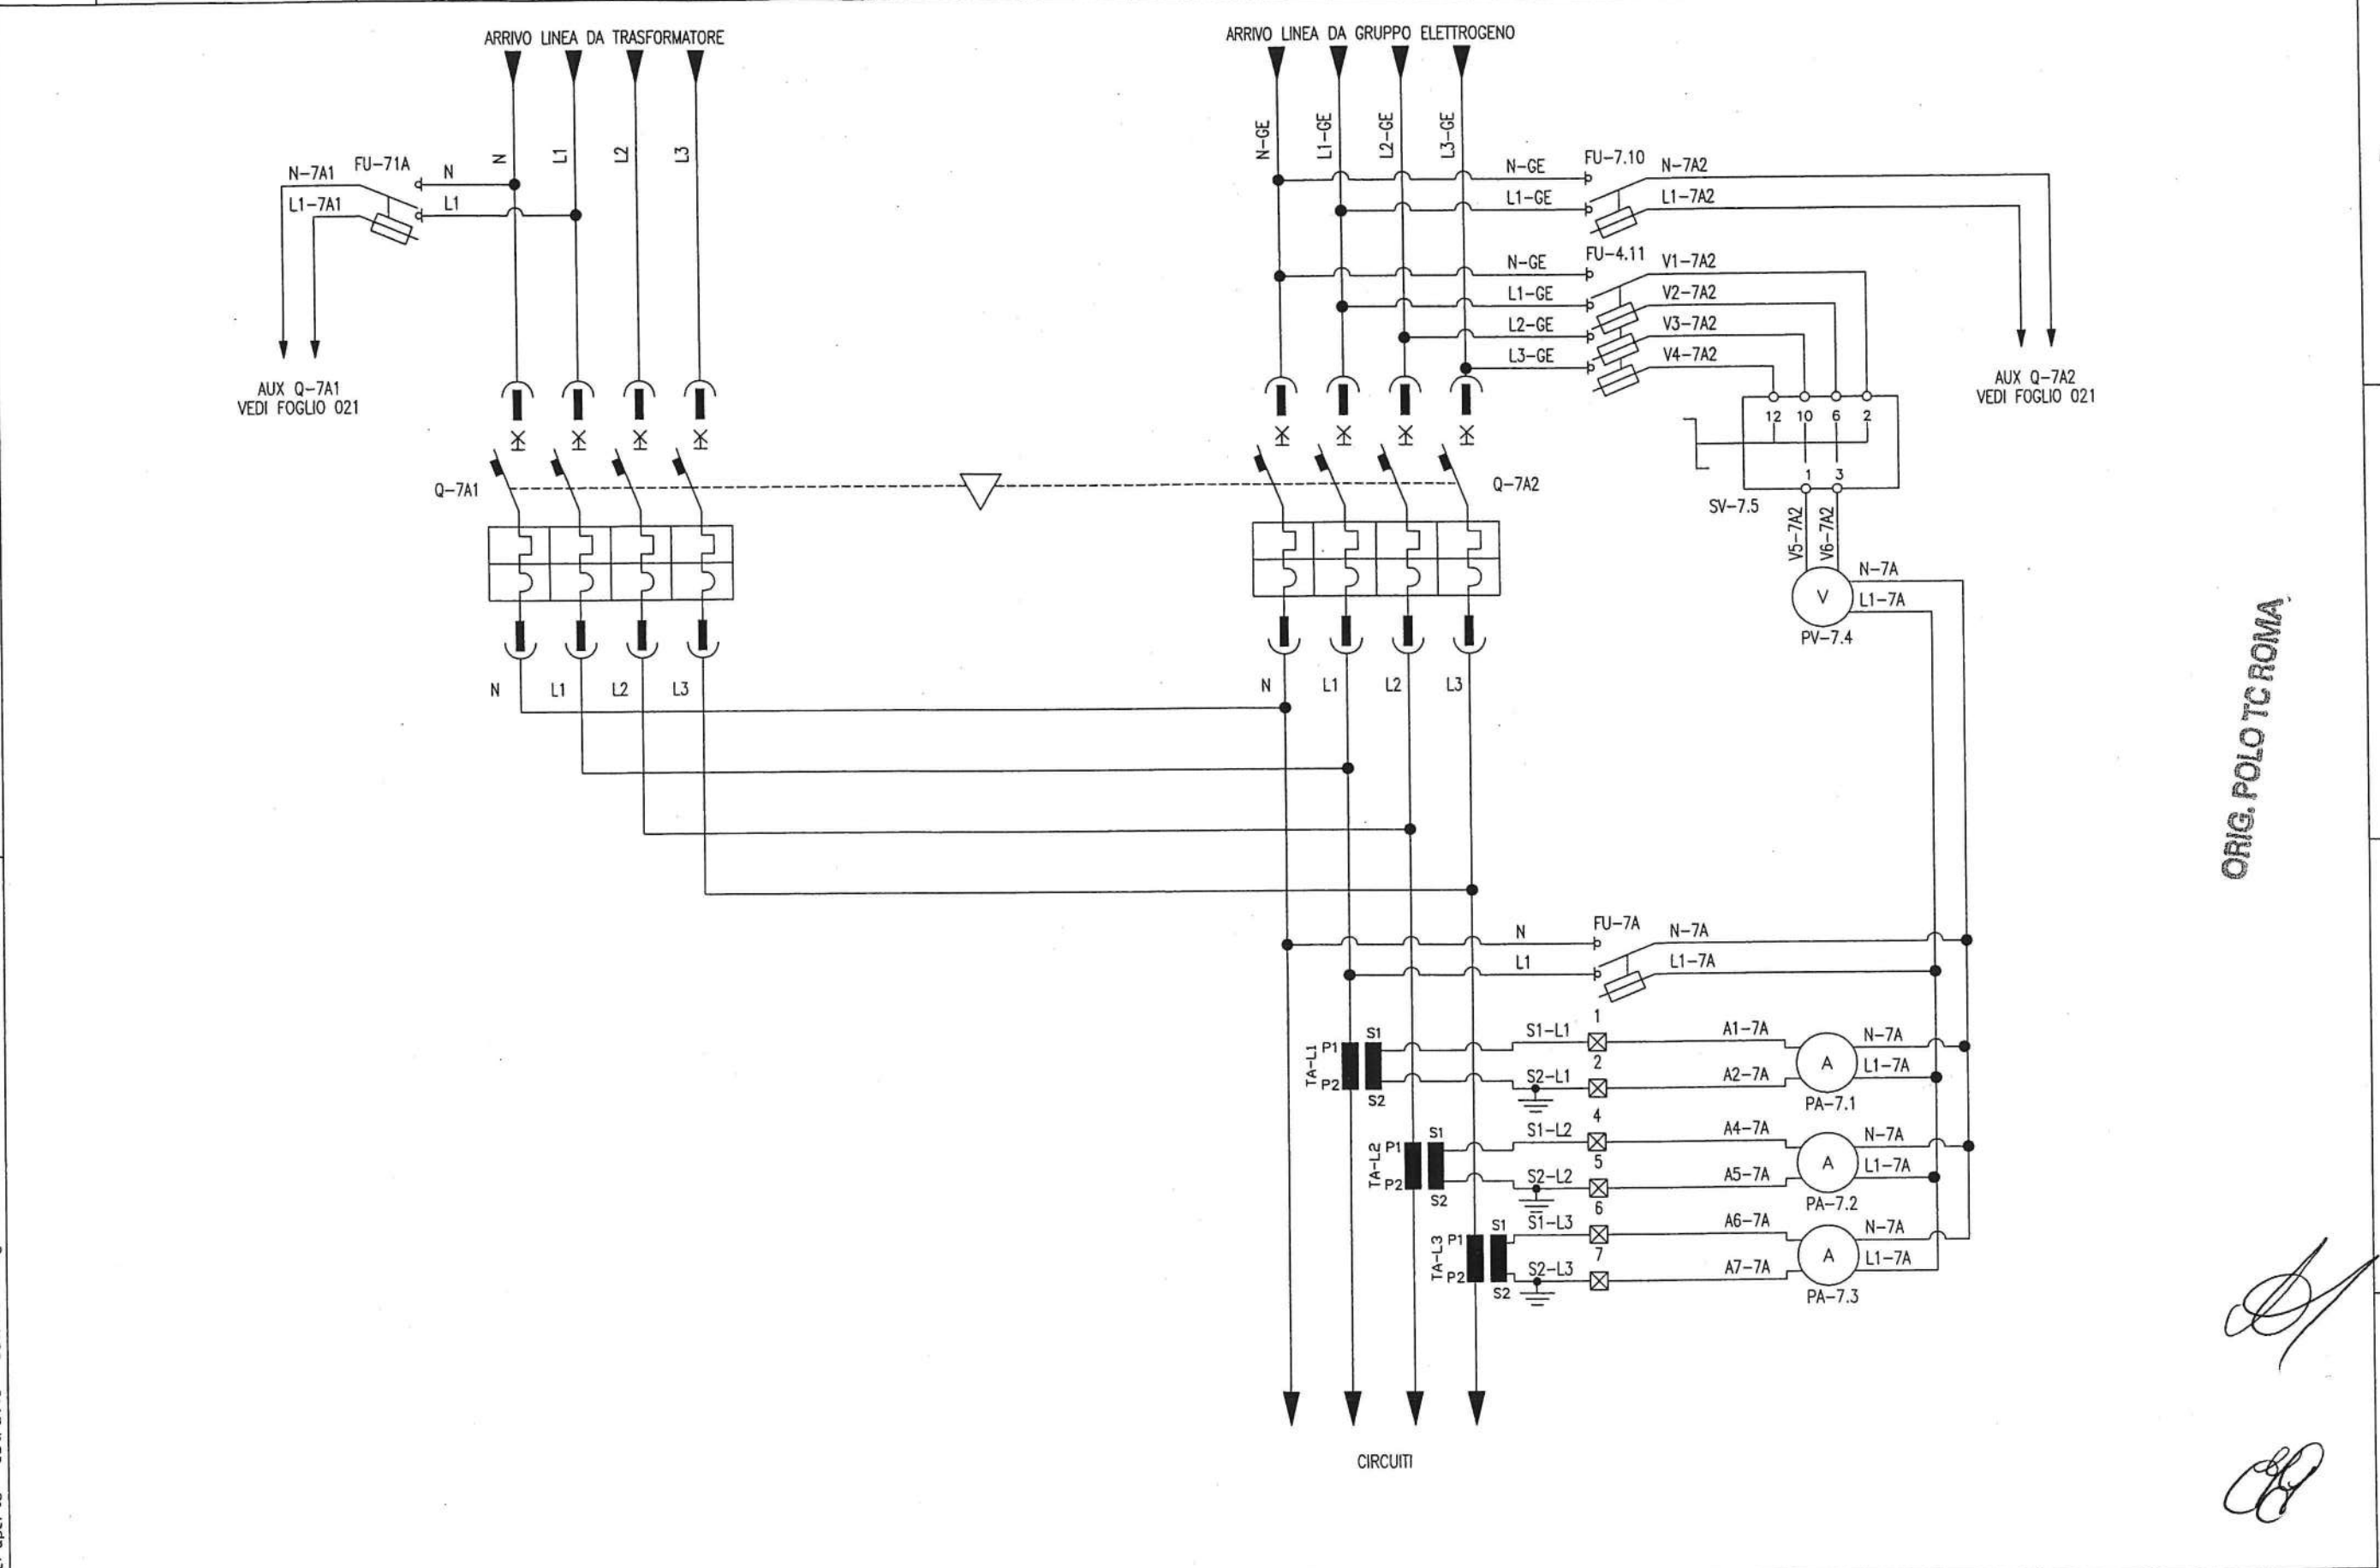 ARRIVO LINEA DA TRASFORMATORE
ARRIVO LINEA DA GRUPPO ELETTROGENO
N
L1
L2
L3
N-GE
L1-GE
L2-GE
L3-GE
N-7A1
FU-71A
N
L1-7A1
L1
AUX Q-7A1
VEDI FOGLIO 021
N-GE
FU-7.10
N-7A2
L1-GE
L1-7A2
N-GE
FU-4.11
V1-7A2
L1-GE
V2-7A2
L2-GE
V3-7A2
L3-GE
V4-7A2
AUX Q-7A2
VEDI FOGLIO 021
12
10
6
2
1
3
SV-7.5
V5-7A2
V6-7A2
Q-7A1
Q-7A2
V
N-7A
L1-7A
PV-7.4
N
L1
L2
L3
N
L1
L2
L3
ORIG. POLO TC ROMA
N
FU-7A
N-7A
L1
L1-7A
TA-L1
P1
P2
S1
S2
S1-L1
1
A1-7A
S2-L1
2
A2-7A
A
N-7A
L1-7A
PA-7.1
TA-L2
P1
P2
S1
S2
S1-L2
4
A4-7A
S2-L2
5
A5-7A
A
N-7A
L1-7A
PA-7.2
TA-L3
P1
P2
S1
S2
S1-L3
6
A6-7A
S2-L3
7
A7-7A
A
N-7A
L1-7A
PA-7.3
CIRCUITI